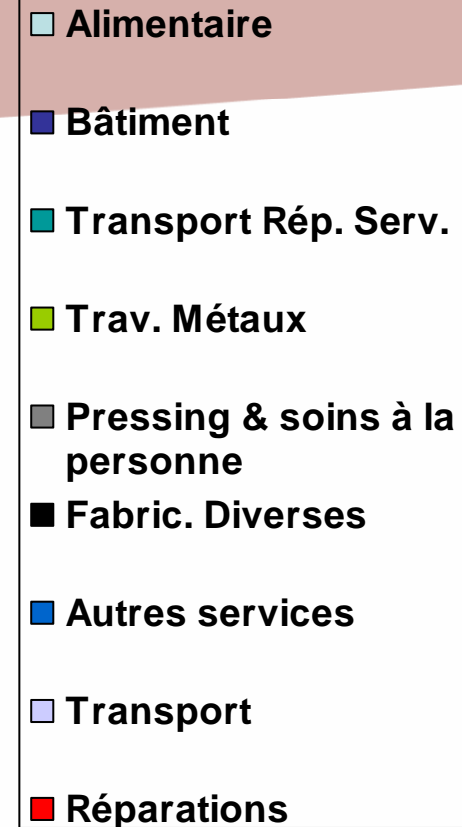 Alimentaire
Bâtiment
Transport Rép. Serv.
Trav. Métaux
Pressing & soins à la
personne
Fabric. Diverses
Autres services
Transport
Réparations